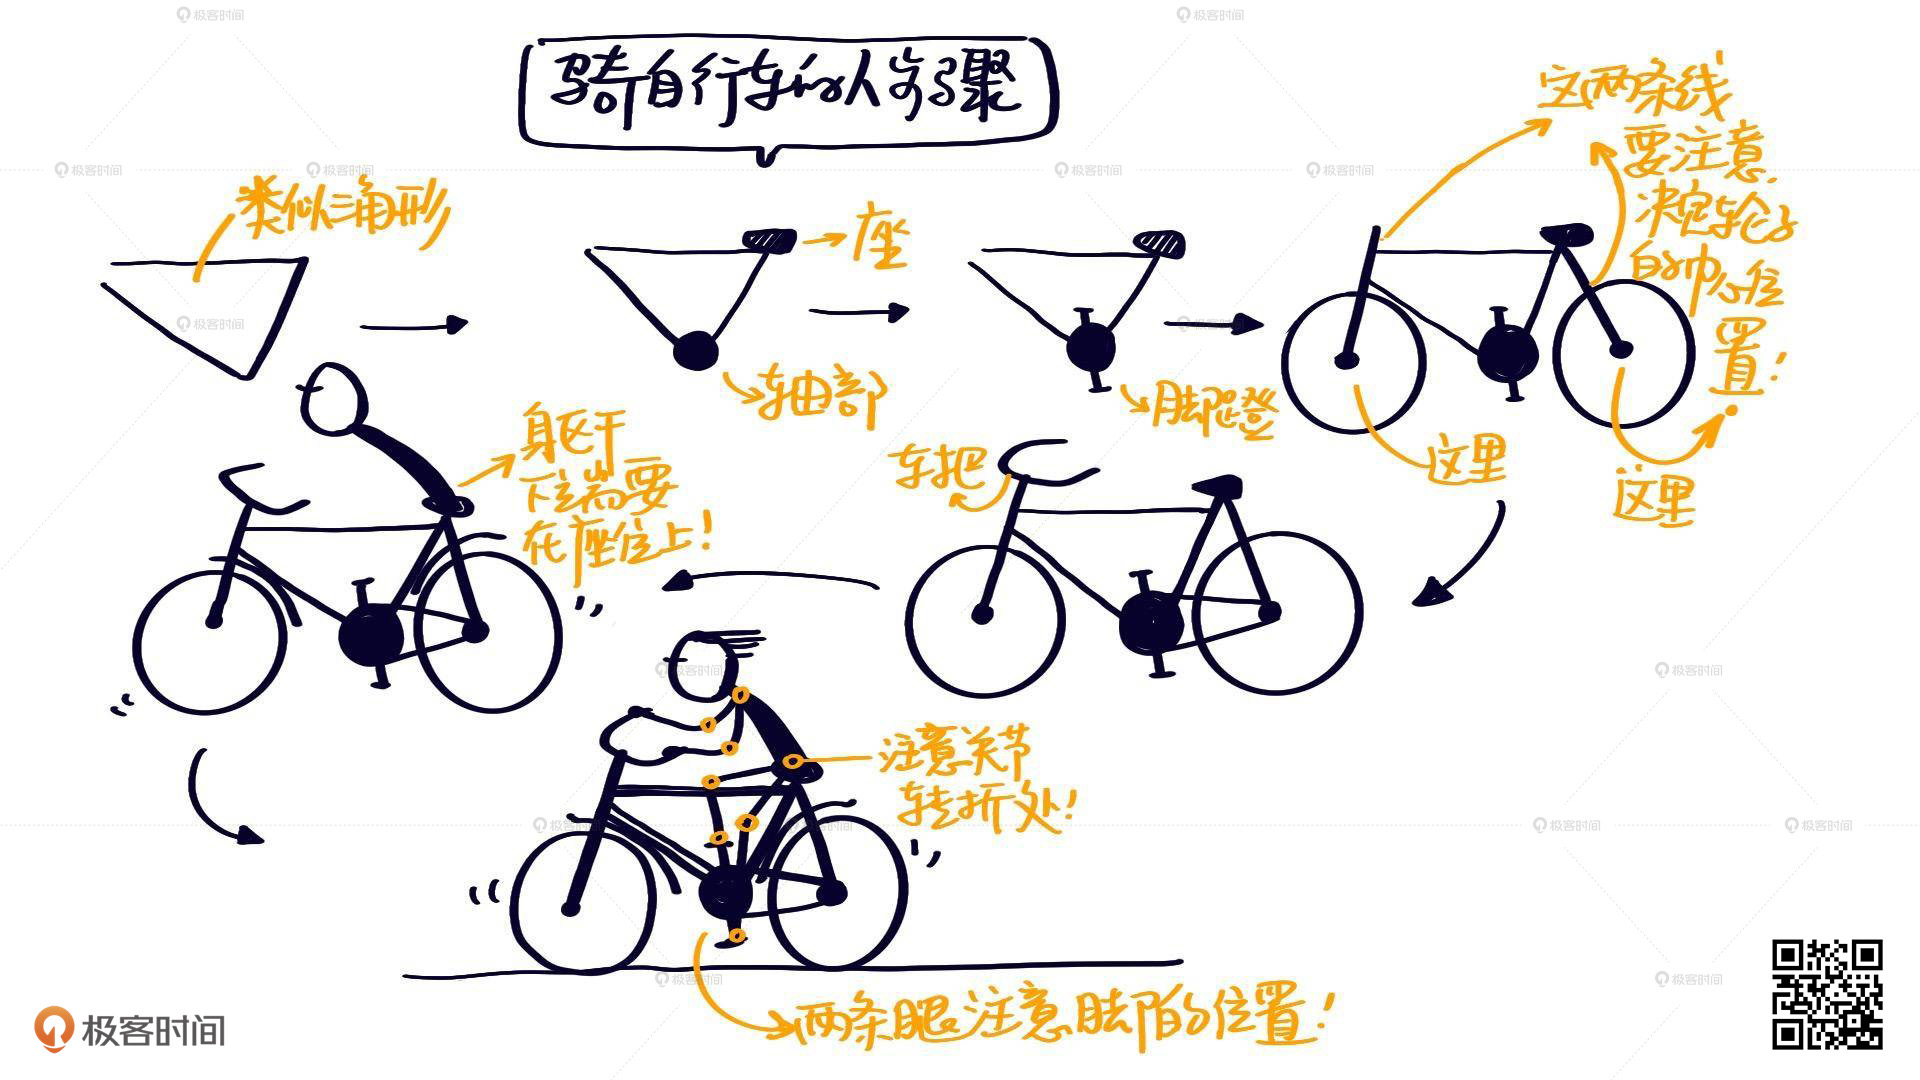 骑自行车的人步骤
类似三角形
座
轴部
脚蹬
这两条线
要注意,
决定轮子
的中心位
置!
这里
这里
车把
身躯干
下端要
在座位上!
注意关节
转折处!
两条腿注意脚的位置!
极客时间